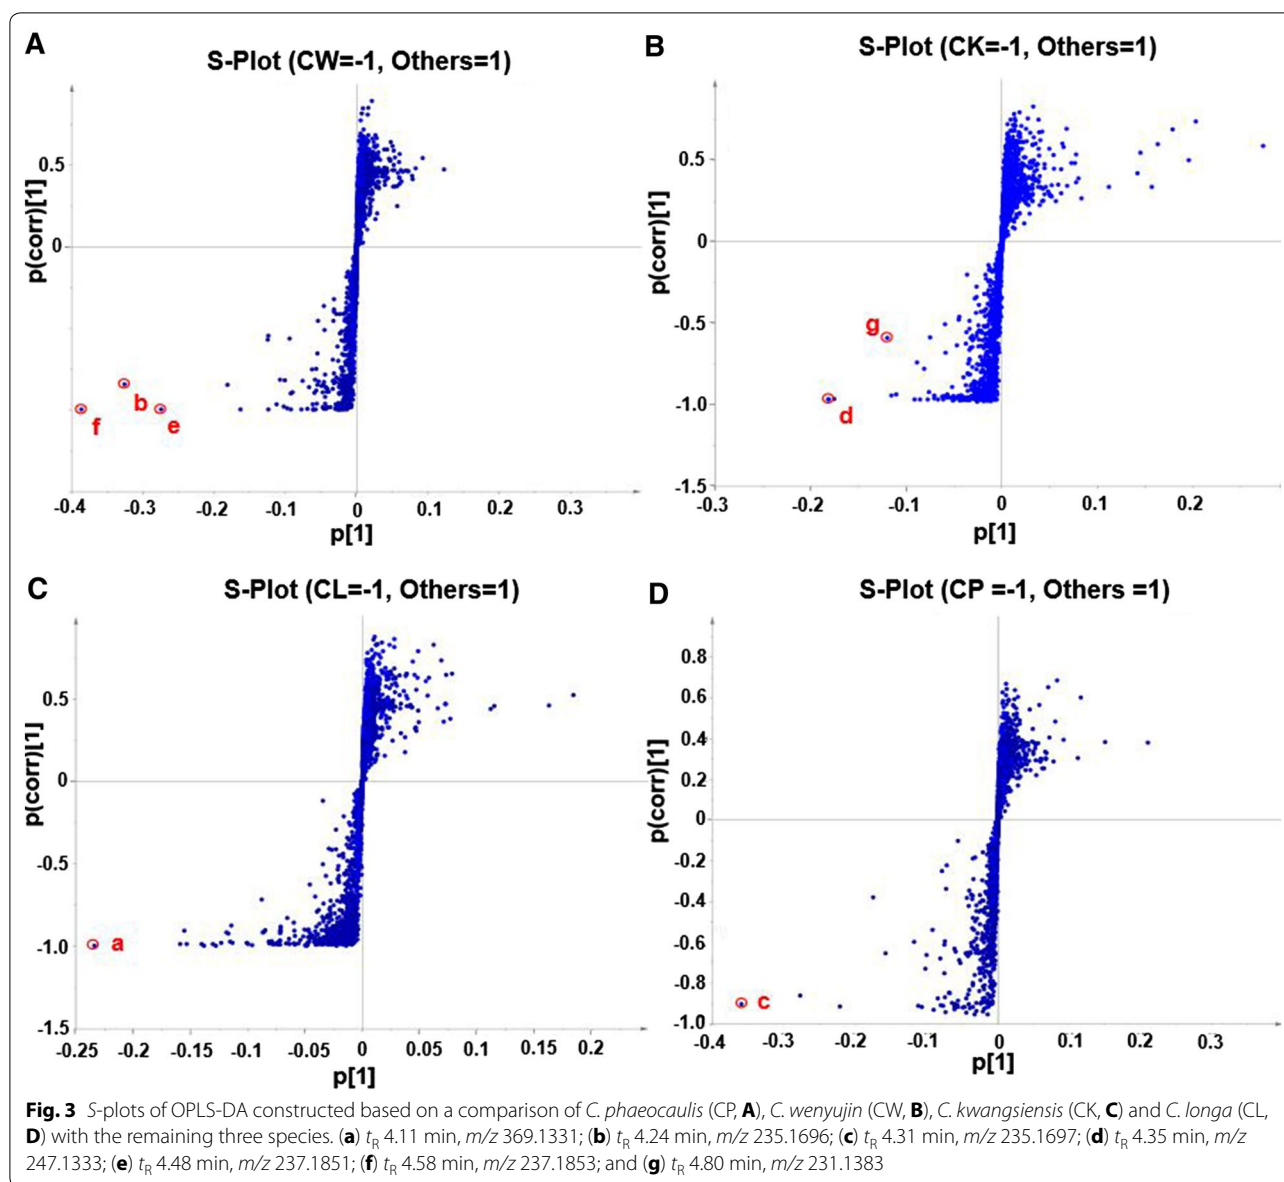 A
S-Plot (CW=-1, Others=1)
p(corr)[1]
0.5
0
f
b
e
-0.4 -0.3 -0.2 -0.1 0 0.1 0.2 0.3
p[1]
B
S-Plot (CK=-1, Others=1)
p(corr)[1]
0.5
0
-0.5
-1.0
-1.5
g
d
-0.3 -0.2 -0.1 0 0.1 0.2
p[1]
C
S-Plot (CL=-1, Others=1)
p(corr)[1]
0.5
0
-0.5
-1.0
-1.5
a
-0.25 -0.2 -0.15 -0.1 -0.05 0 0.05 0.1 0.15 0.2
p[1]
D
S-Plot (CP =-1, Others =1)
p(corr)[1]
0.8
0.6
0.4
0.2
0
-0.2
-0.4
-0.6
-0.8
-1.0
c
-0.4 -0.3 -0.2 -0.1 0 0.1 0.2 0.3
p[1]
Fig. 3 S-plots of OPLS-DA constructed based on a comparison of C. phaeocaulis (CP, A), C. wenyujin (CW, B), C. kwangsiensis (CK, C) and C. longa (CL,
D) with the remaining three species. (a) tR 4.11 min, m/z 369.1331; (b) tR 4.24 min, m/z 235.1696; (c) tR 4.31 min, m/z 235.1697; (d) tR 4.35 min, m/z
247.1333; (e) tR 4.48 min, m/z 237.1851; (f) tR 4.58 min, m/z 237.1853; and (g) tR 4.80 min, m/z 231.1383